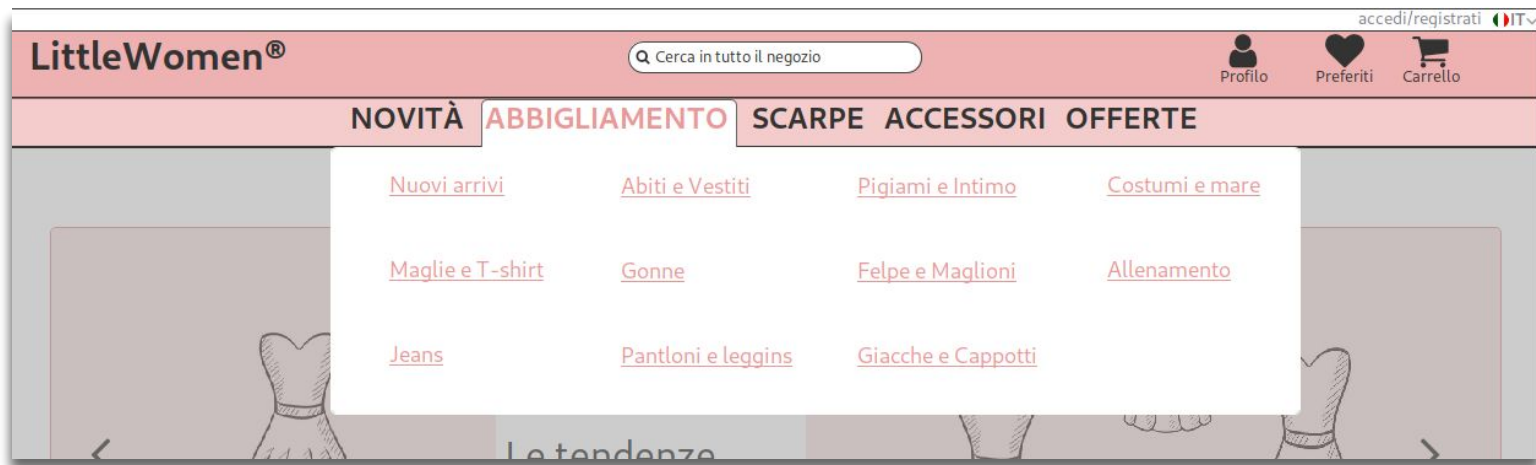 accedi/registrati IT
LittleWomen®
Cerca in tutto il negozio
Profilo Preferiti Carrello
NOVITÀ ABBIGLIAMENTO SCARPE ACCESSORI OFFERTE
Nuovi arrivi Abiti e Vestiti Pigiami e Intimo Costumi e mare
Maglie e T-shirt Gonne Felpe e Maglioni Allenamento
Jeans Pantloni e leggins Giacche e Cappotti
Le tendenze